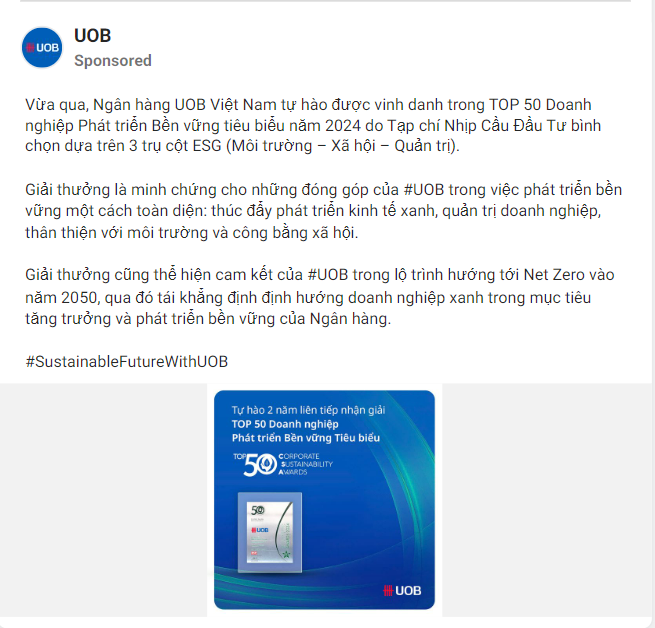 UOB
UOB
Sponsored
Vừa qua, Ngân hàng UOB Việt Nam tự hào được vinh danh trong TOP 50 Doanh
nghiệp Phát triển Bền vững tiêu biểu năm 2024 do Tạp chí Nhịp Cầu Đầu Tư bình
chọn dựa trên 3 trụ cột ESG (Môi trường – Xã hội – Quản trị).
Giải thưởng là minh chứng cho những đóng góp của #UOB trong việc phát triển bền
vững một cách toàn diện: thúc đẩy phát triển kinh tế xanh, quản trị doanh nghiệp,
thân thiện với môi trường và công bằng xã hội.
Giải thưởng cũng thể hiện cam kết của #UOB trong lộ trình hướng tới Net Zero vào
năm 2050, qua đó tái khẳng định định hướng doanh nghiệp xanh trong mục tiêu
tăng trưởng và phát triển bền vững của Ngân hàng.
#SustainableFutureWithUOB
Tự hào 2 năm liên tiếp nhận giải
TOP 50 Doanh nghiệp
Phát triển Bền vững Tiêu biểu
TOP 50 CORPORATE
SUSTAINABILITY
AWARDS
50
UOB
UOB